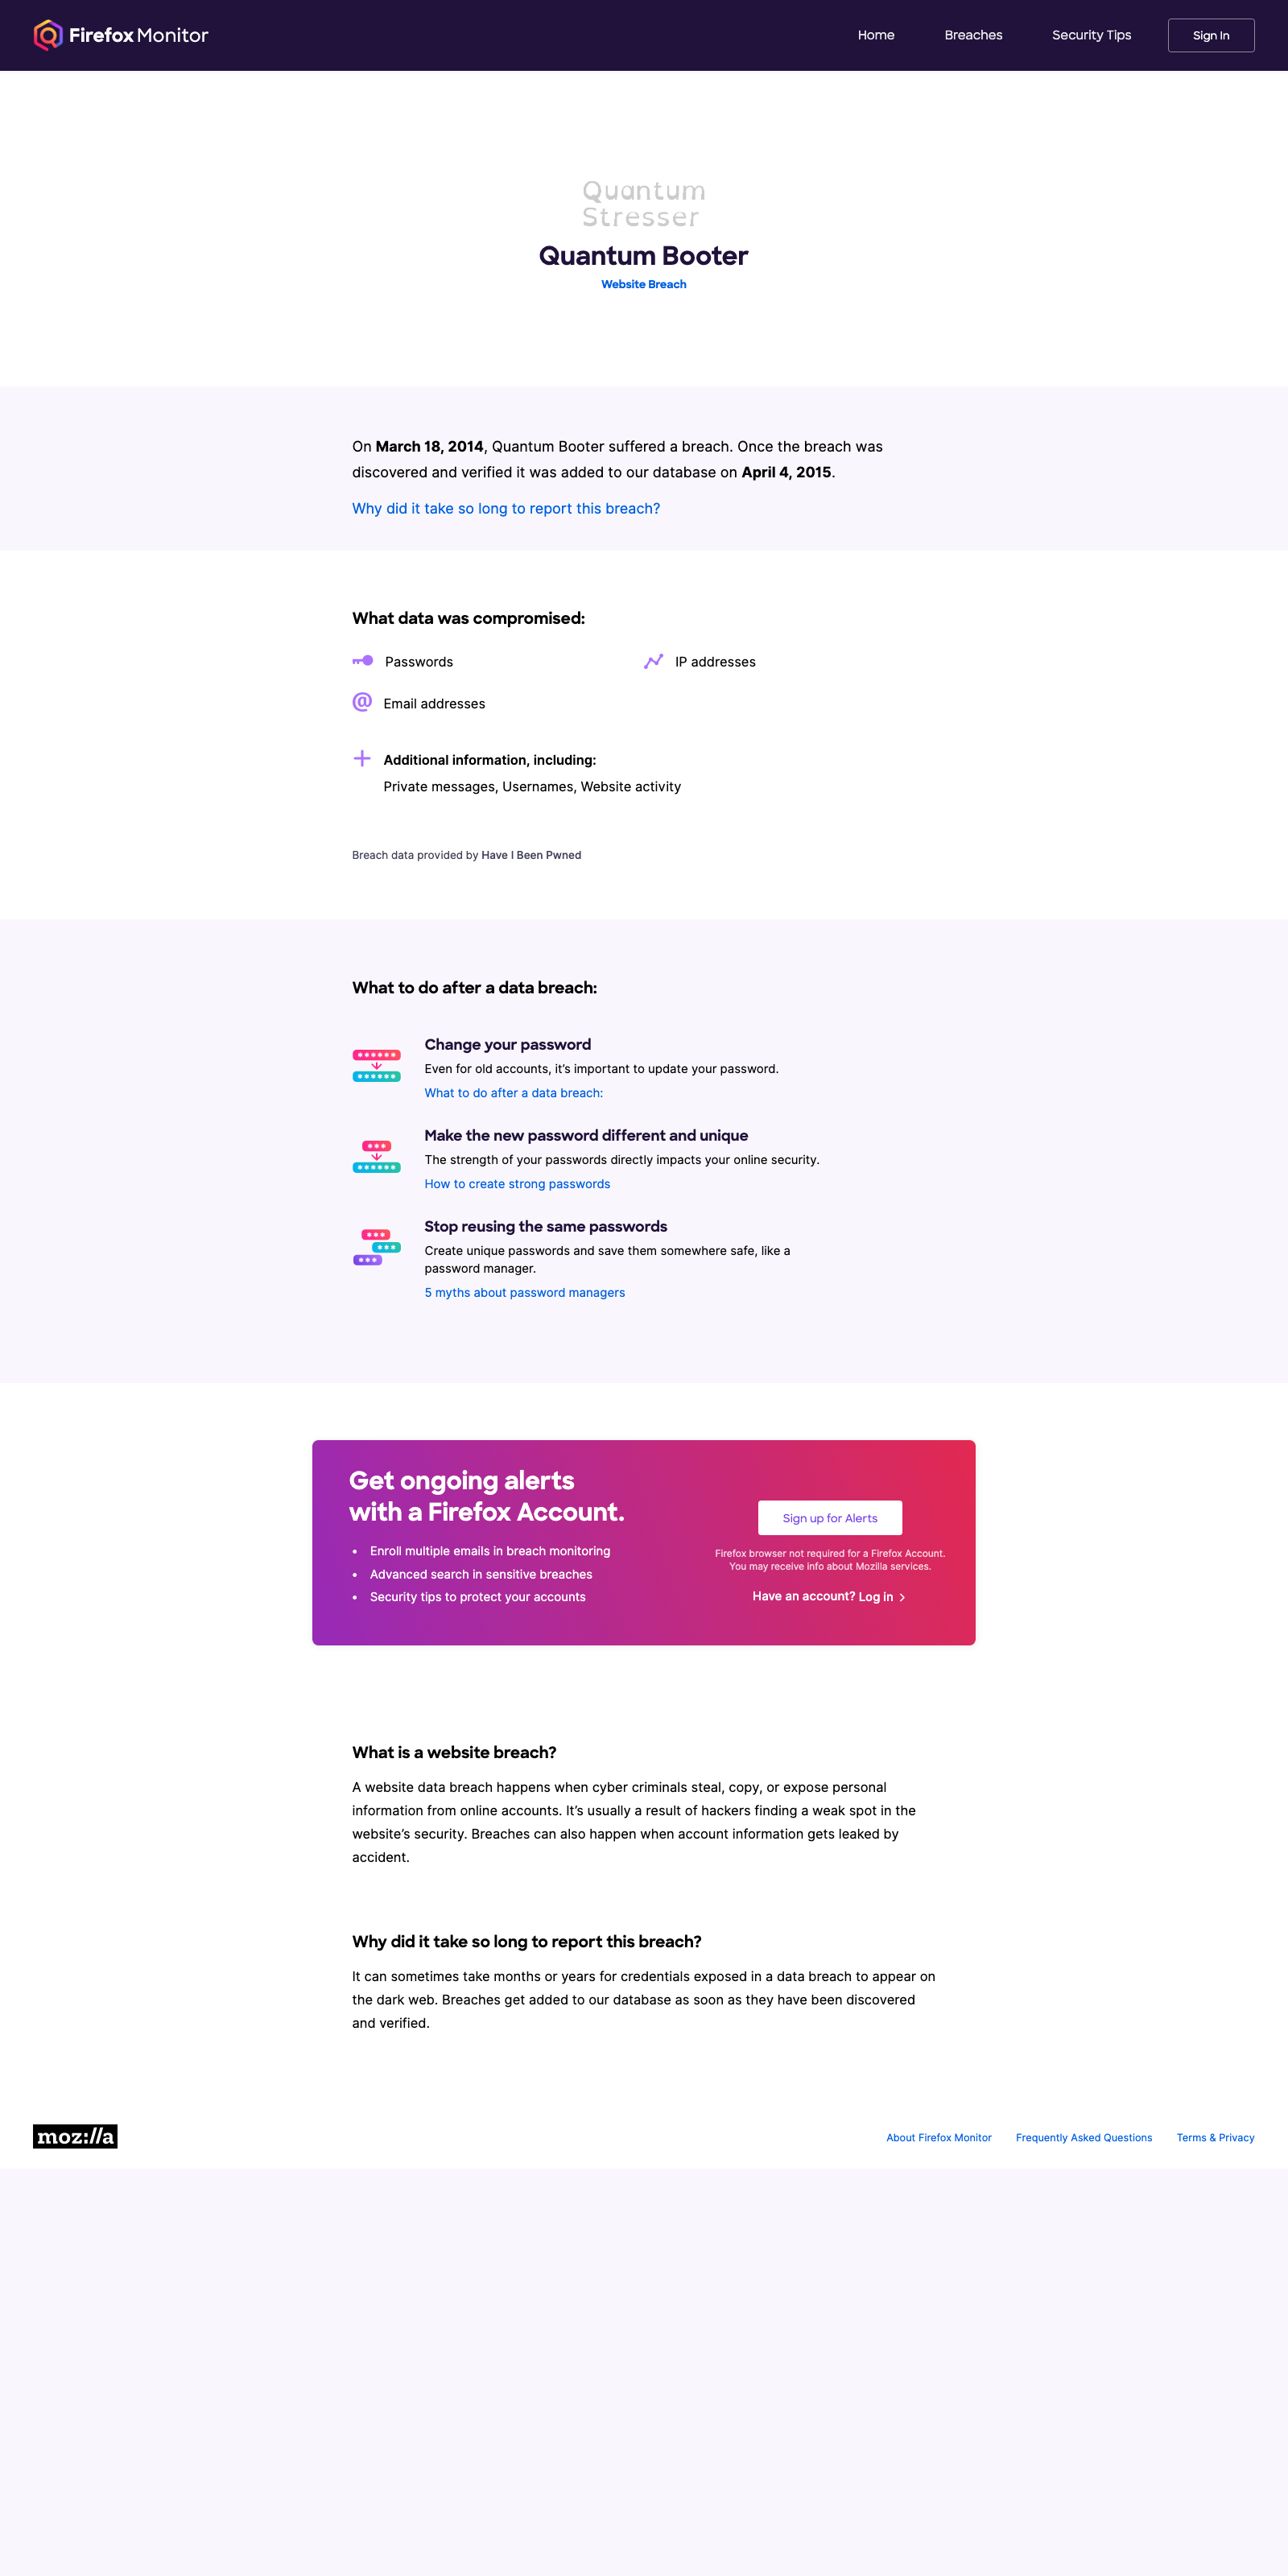 Firefox Monitor
Home
Breaches
Security Tips
Sign In
Quantum
Stresser
Quantum Booter
Website Breach
On March 18, 2014, Quantum Booter suffered a breach. Once the breach was
discovered and verified it was added to our database on April 4, 2015.
Why did it take so long to report this breach?
What data was compromised:
Passwords
IP addresses
Email addresses
Additional information, including:
Private messages, Usernames, Website activity
Breach data provided by Have I Been Pwned
What to do after a data breach:
Change your password
Even for old accounts, it’s important to update your password.
What to do after a data breach:
Make the new password different and unique
The strength of your passwords directly impacts your online security.
How to create strong passwords
Stop reusing the same passwords
Create unique passwords and save them somewhere safe, like a
password manager.
5 myths about password managers
Get ongoing alerts
with a Firefox Account.
• Enroll multiple emails in breach monitoring
• Advanced search in sensitive breaches
• Security tips to protect your accounts
Sign up for Alerts
Firefox browser not required for a Firefox Account.
You may receive info about Mozilla services.
Have an account? Log in
What is a website breach?
A website data breach happens when cyber criminals steal, copy, or expose personal
information from online accounts. It’s usually a result of hackers finding a weak spot in the
website’s security. Breaches can also happen when account information gets leaked by
accident.
Why did it take so long to report this breach?
It can sometimes take months or years for credentials exposed in a data breach to appear on
the dark web. Breaches get added to our database as soon as they have been discovered
and verified.
moz://a
About Firefox Monitor
Frequently Asked Questions
Terms & Privacy